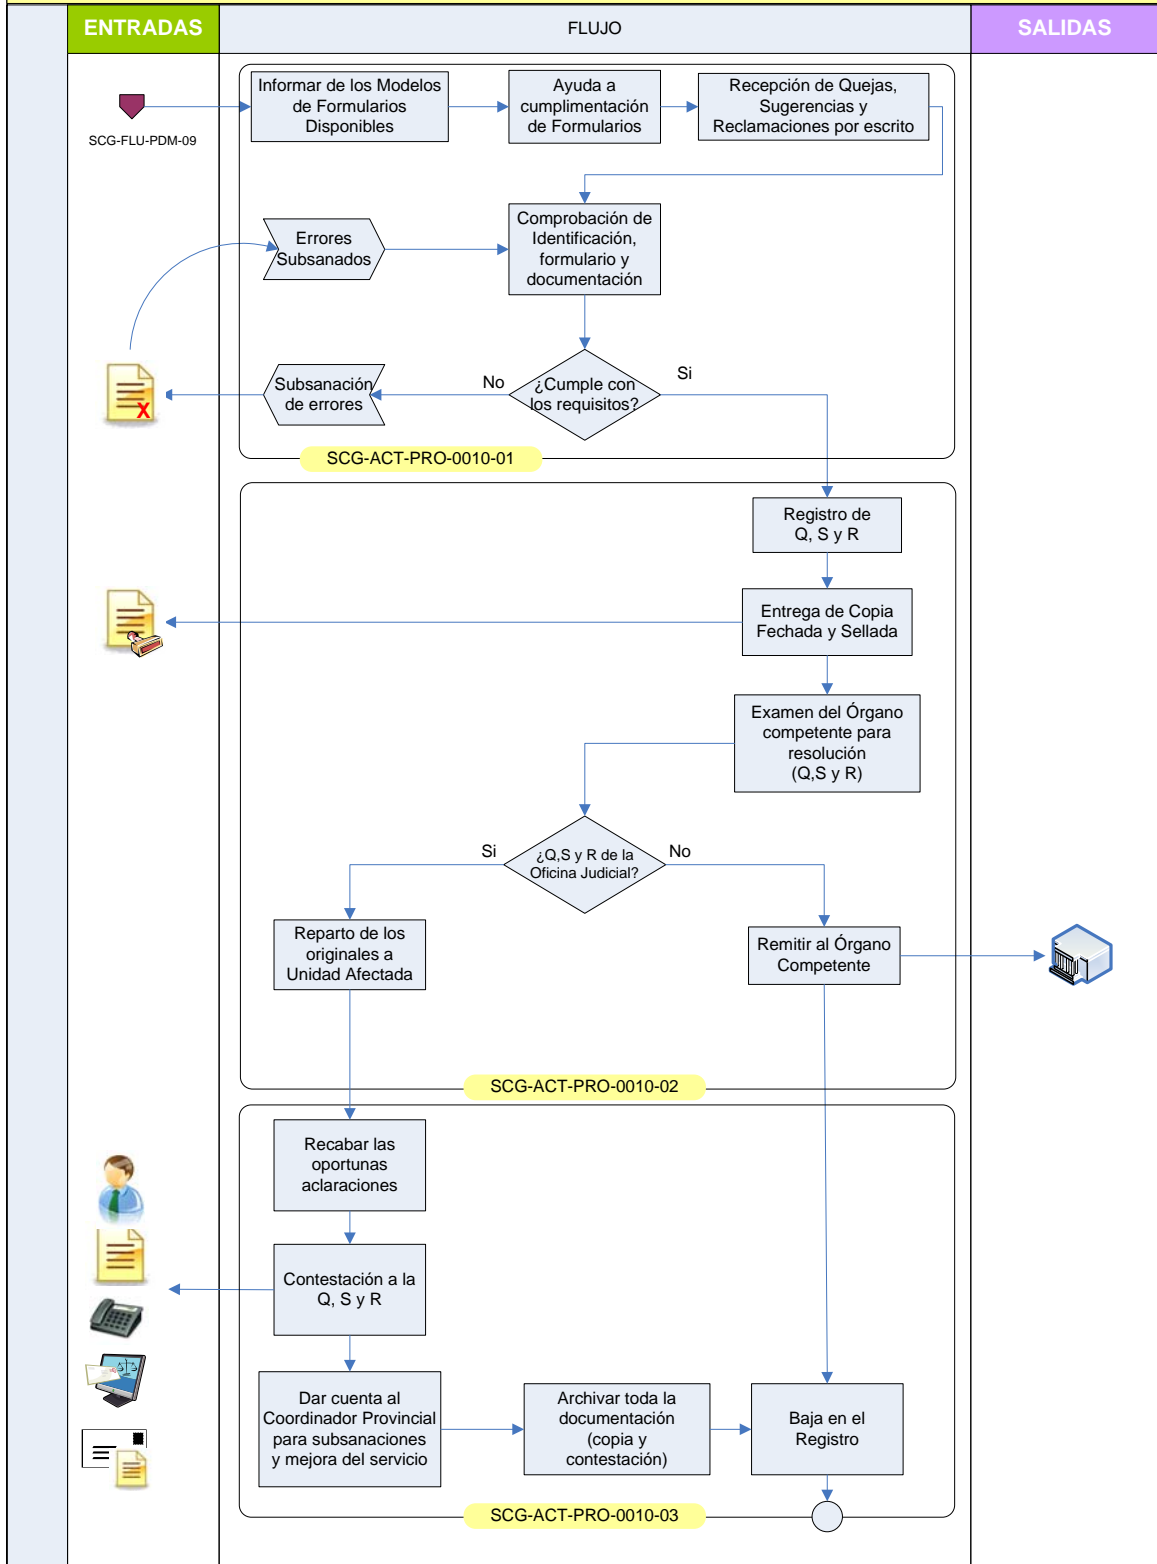 ENTRADAS
FLUJO
SALIDAS
SCG-FLU-PDM-09
Informar de los Modelos
de Formularios
Disponibles
Ayuda a
cumplimentación
de Formularios
Recepción de Quejas,
Sugerencias y
Reclamaciones por escrito
Errores
Subsanados
Comprobación de
Identificación,
formulario y
documentación
Subsanación
de errores
No
¿Cumple con
los requisitos?
Si
X
SCG-ACT-PRO-0010-01
Registro de
Q, S y R
Entrega de Copia
Fechada y Sellada
Examen del Órgano
competente para
resolución
(Q,S y R)
Si
¿Q,S y R de la
Oficina Judicial?
No
Reparto de los
originales a
Unidad Afectada
Remitir al Órgano
Competente
SCG-ACT-PRO-0010-02
Recabar las
oportunas
aclaraciones
Contestación a la
Q, S y R
Dar cuenta al
Coordinador Provincial
para subsanaciones
y mejora del servicio
Archivar toda la
documentación
(copia y
contestación)
Baja en el
Registro
SCG-ACT-PRO-0010-03